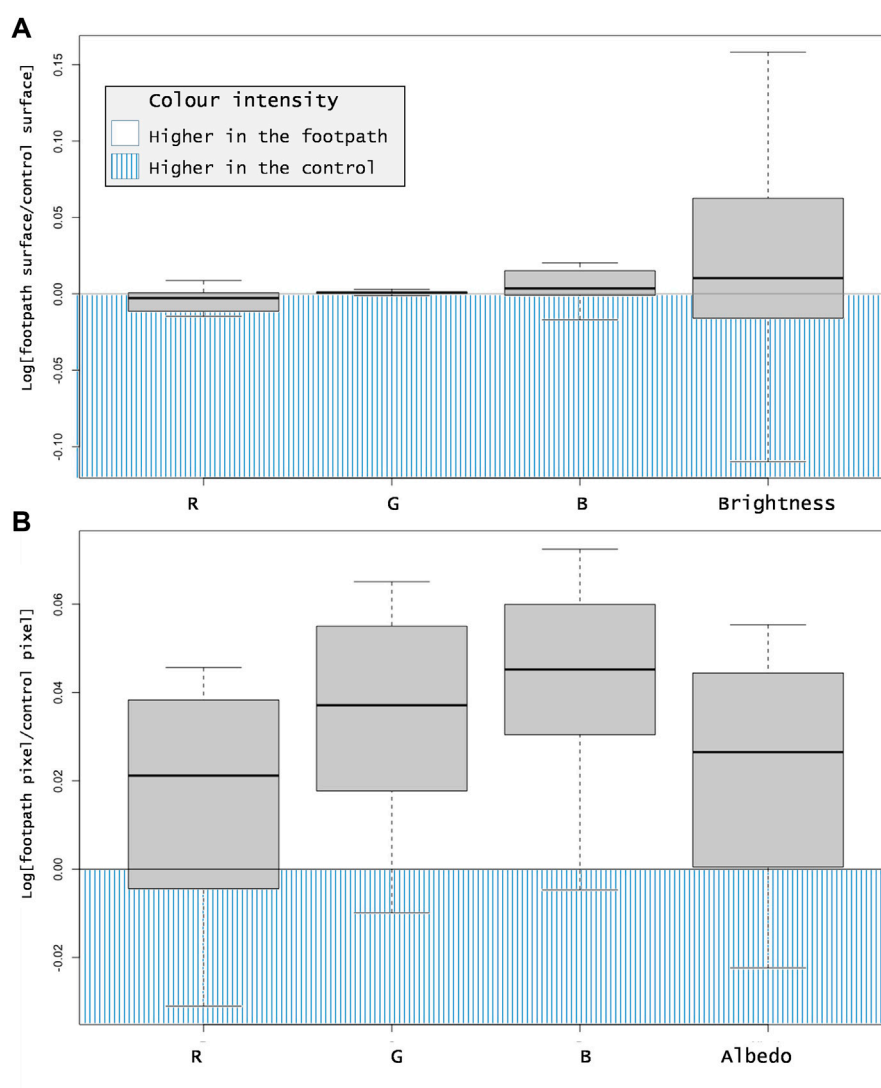 A
Log[footpath surface/control surface]
0.15
0.10
0.05
0.00
-0.05
-0.10
Colour intensity
Higher in the footpath
Higher in the control
R G B Brightness
B
Log[footpath pixel/control pixel]
0.06
0.04
0.02
0.00
-0.02
R G B Albedo